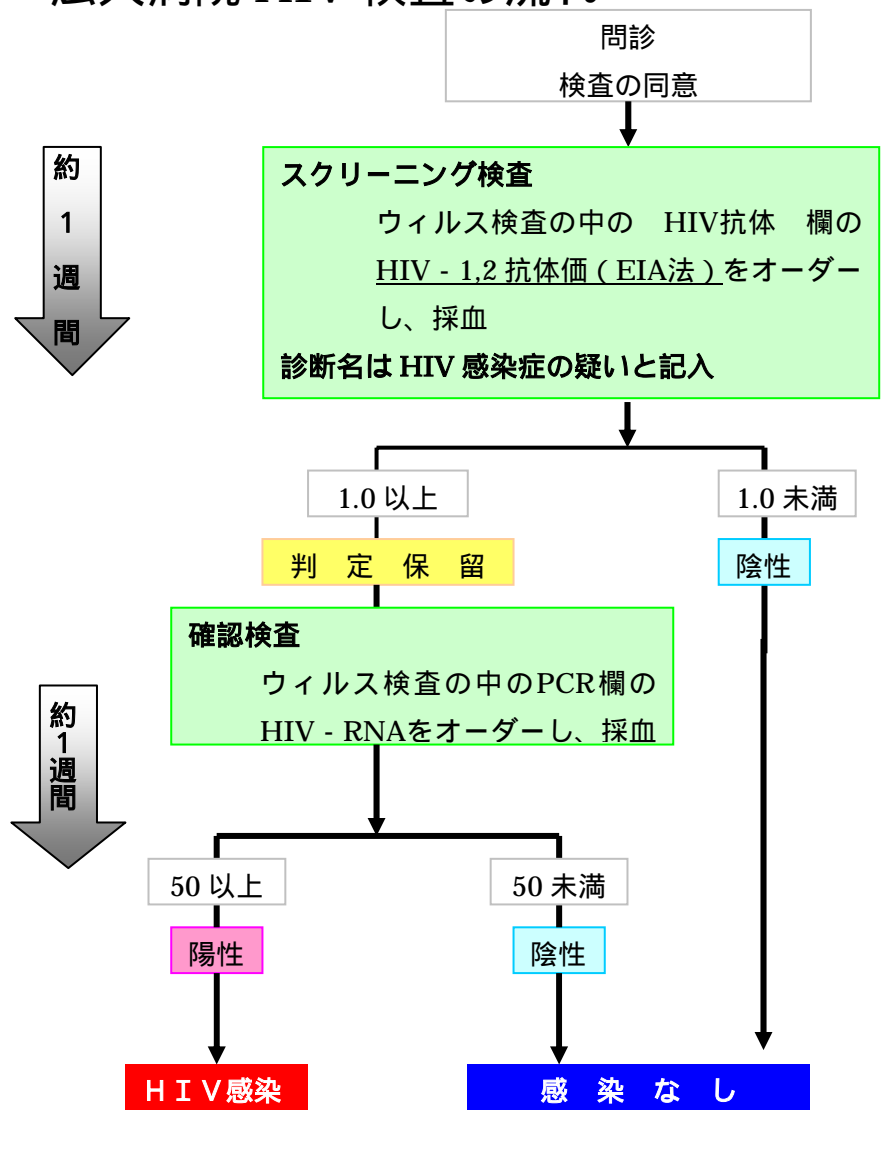 HIV 検査の流れ
問診
検査の同意
約
1
週
間
スクリーニング検査
ウィルス検査の中の　HIV抗体　欄の
HIV - 1,2 抗体価（EIA法）をオーダー
し、採血
診断名は HIV 感染症の疑いと記入
1.0 以上
1.0 未満
判　定　保　留
陰性
確認検査
ウィルス検査の中のPCR欄の
HIV - RNAをオーダーし、採血
約
1
週
間
50 以上
50 未満
陽性
陰性
ＨＩＶ感染
感　染　な　し